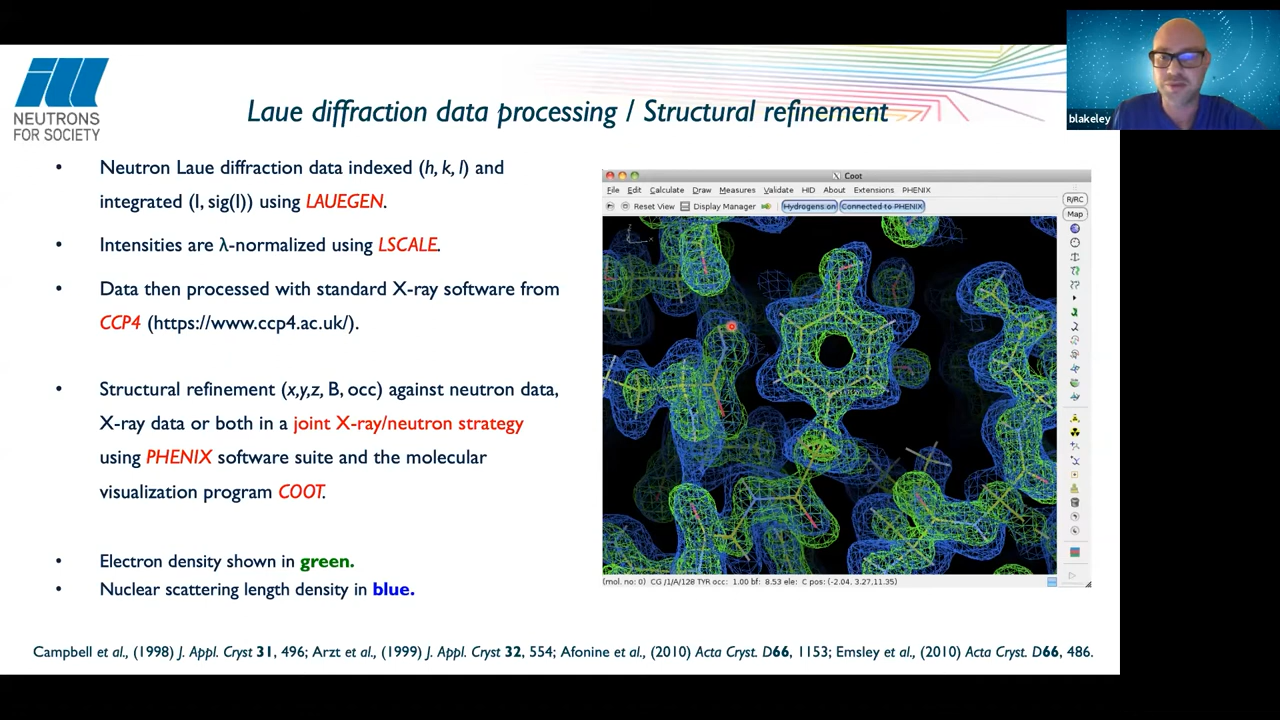 ill
NEUTRONS
FOR SOCIETY
Laue diffraction data processing / Structural refinement
blakeley
• Neutron Laue diffraction data indexed (h, k, l) and
integrated (I, sig(I)) using LAUEGEN.
• Intensities are λ-normalized using LSCALE.
• Data then processed with standard X-ray software from
CCP4 (https://www.ccp4.ac.uk/).
• Structural refinement (x,y,z, B, occ) against neutron data,
X-ray data or both in a joint X-ray/neutron strategy
using PHENIX software suite and the molecular
visualization program COOT.
• Electron density shown in green.
• Nuclear scattering length density in blue.
Coot
File Edit Calculate Draw Measures Validate HID About Extensions PHENIX
Reset View Display Manager Hydrogens on Connected to PHENIX
R/RC
Map
(mol. no: 0) CG /1/A/128 TYR occ: 1.00 bf: 8.53 ele: C pos: (-2.04, 3.27,11.35)
Campbell et al., (1998) J. Appl. Cryst 31, 496; Arzt et al., (1999) J. Appl. Cryst 32, 554; Afonine et al., (2010) Acta Cryst. D66, 1153; Emsley et al., (2010) Acta Cryst. D66, 486.